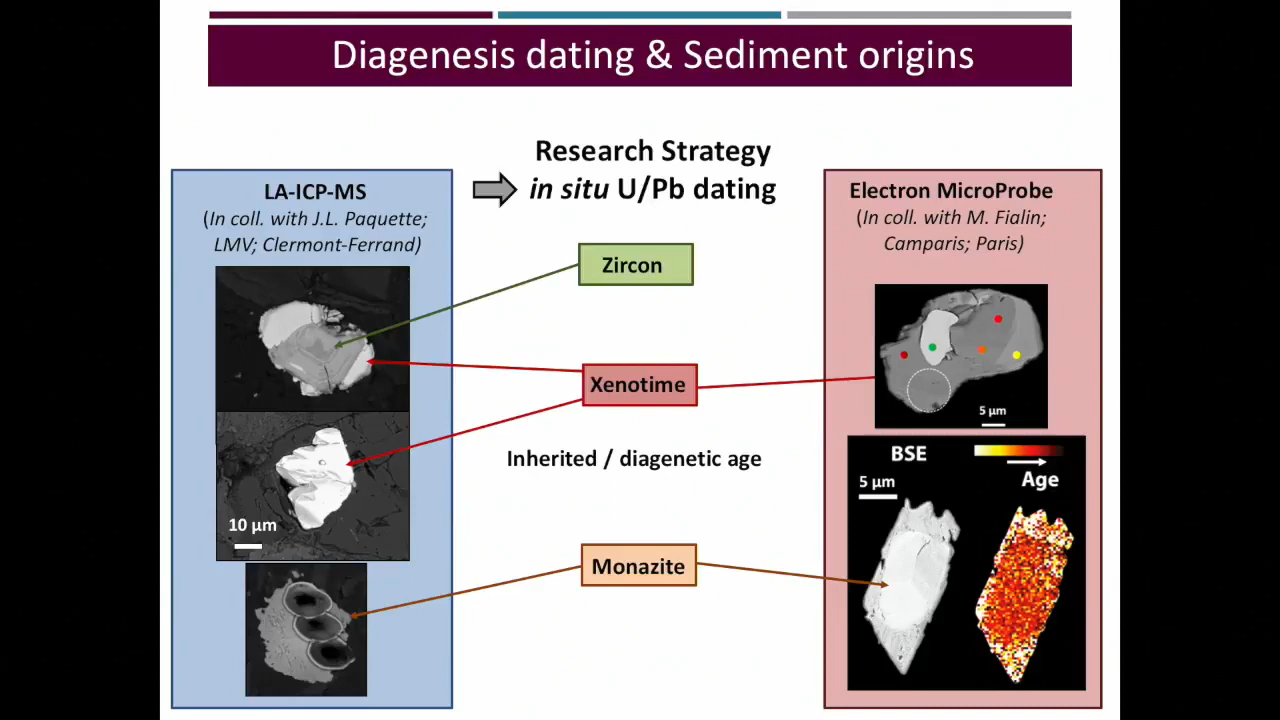 Diagenesis dating & Sediment origins
Research Strategy
in situ U/Pb dating
LA-ICP-MS
(In coll. with J.L. Paquette;
LMV; Clermont-Ferrand)
10 µm
Zircon
Xenotime
Inherited / diagenetic age
Monazite
Electron MicroProbe
(In coll. with M. Fialin;
Camparis; Paris)
5 µm
BSE
Age
5 µm